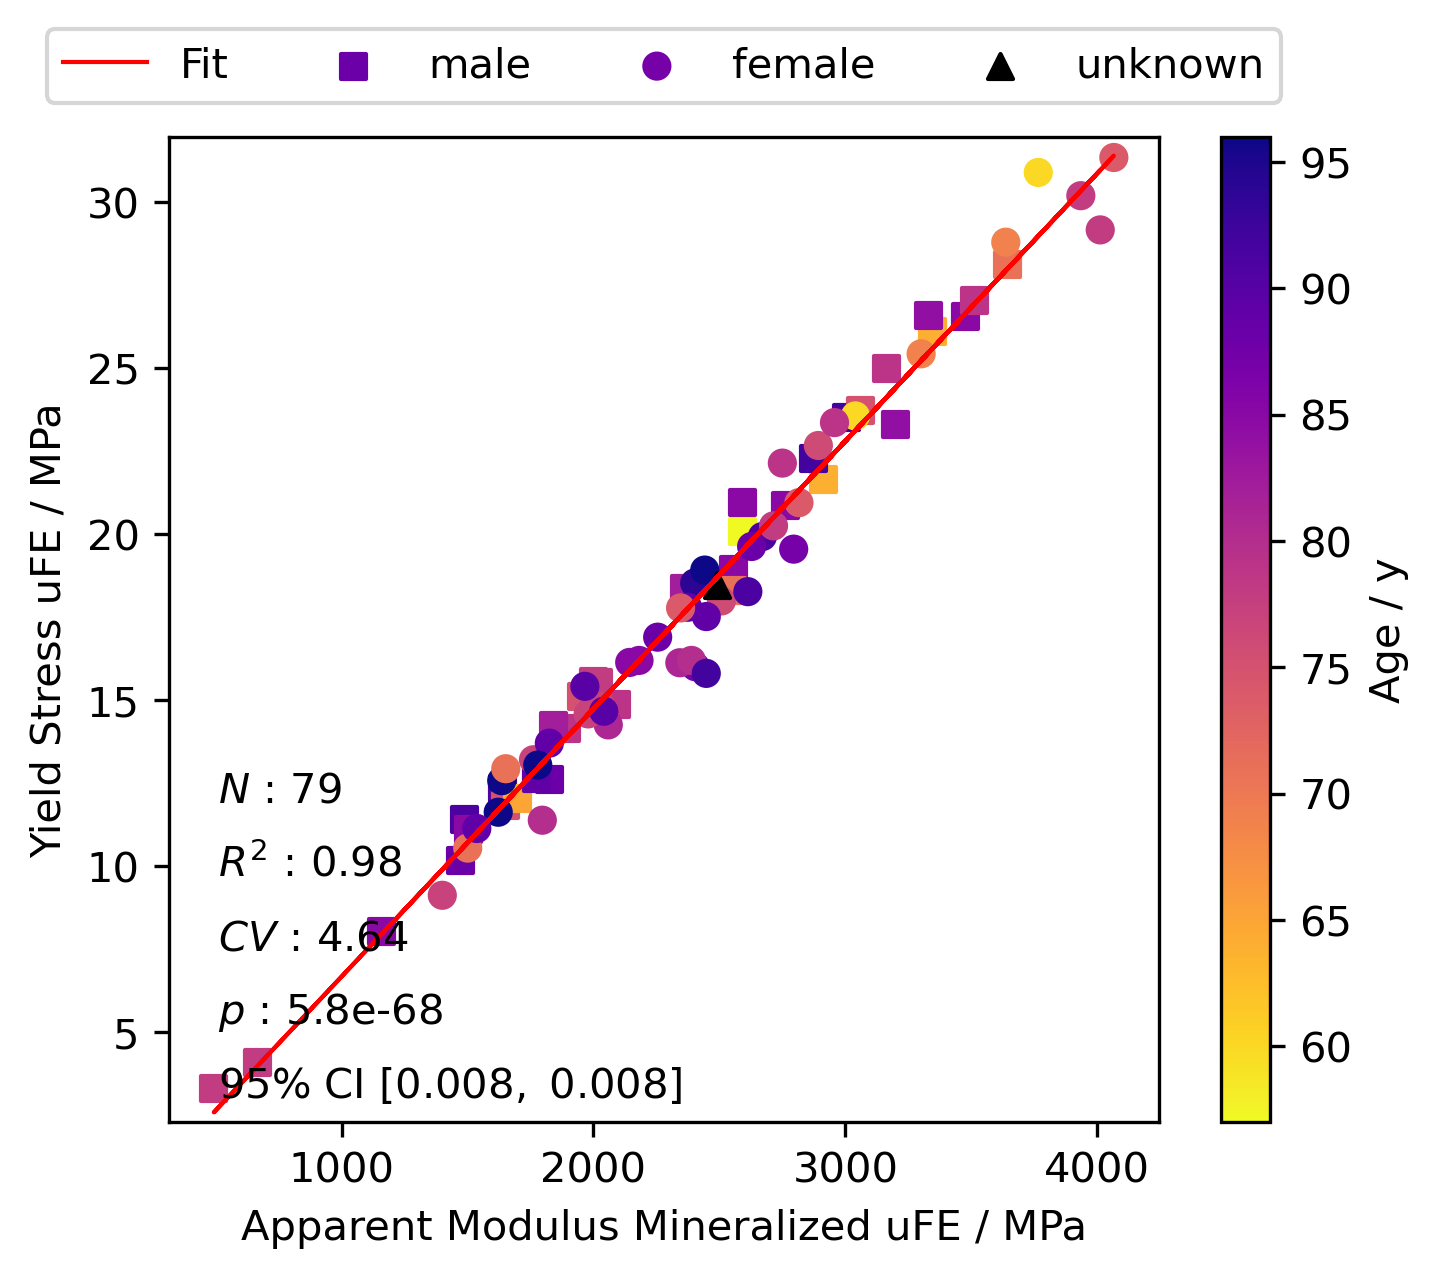 Fit male female unknown
30
25
20
15
10
5
Yield Stress uFE / MPa
N : 79
R² : 0.98
CV : 4.64
p : 5.8e-68
95% CI [0.008, 0.008]
1000 2000 3000 4000
Apparent Modulus Mineralized uFE / MPa
95
90
85
80
75
70
65
60
Age / y